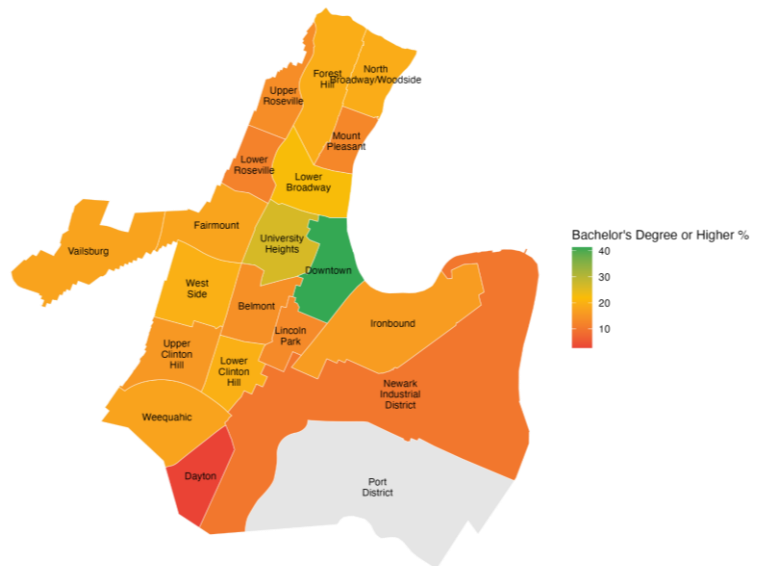 Forest
Hill
North
Broadway/Woodside
Upper
Roseville
Mount
Pleasant
Lower
Roseville
Lower
Broadway
Fairmount
University
Heights
Vailsburg
Downtown
West
Side
Belmont
Lincoln
Park
Ironbound
Upper
Clinton
Hill
Lower
Clinton
Hill
Newark
Industrial
District
Weequahic
Dayton
Port
District
Bachelor's Degree or Higher %
40
30
20
10